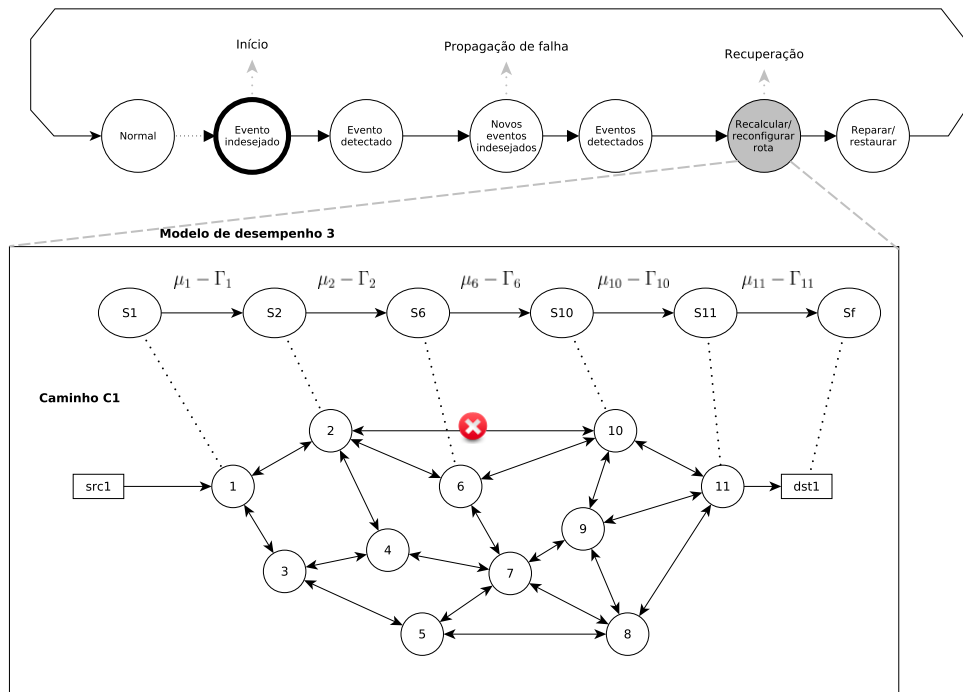 Início
Propagação de falha
Recuperação
Normal
Evento
indesejado
Evento
detectado
Novos
eventos
indesejados
Eventos
detectados
Recalcular/
reconfigurar
rota
Reparar/
restaurar
Modelo de desempenho 3
μ₁ − Γ₁
μ₂ − Γ₂
μ₆ − Γ₆
μ₁₀ − Γ₁₀
μ₁₁ − Γ₁₁
S1
S2
S6
S10
S11
Sf
Caminho C1
2
10
src1
1
6
11
dst1
9
4
3
7
5
8